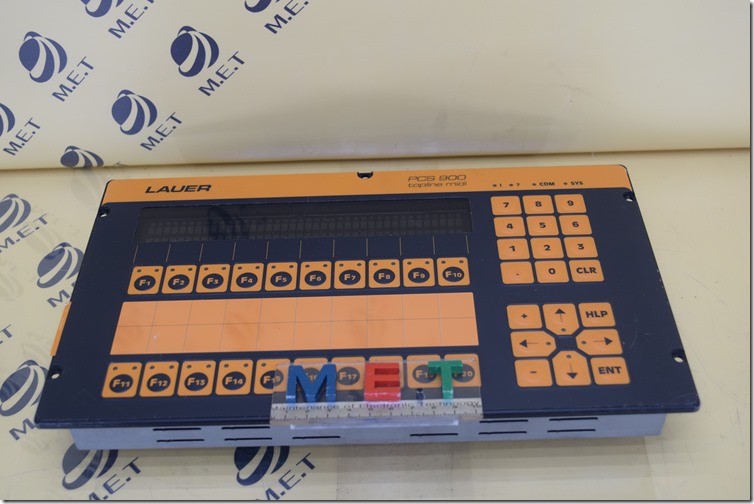 M.E.T
M.E.T
M.E.T
M.E.T
LAUER
PCS 900
topline midi
COM
SYS
7 8 9
4 5 6
1 2 3
. 0 CLR
F1 F2 F3 F4 F5 F6 F7 F8 F9 F10
+ HLP
- ENT
F11 F12 F13 F14 F17
M E T
M.E.T
M.E.T
M.E.T